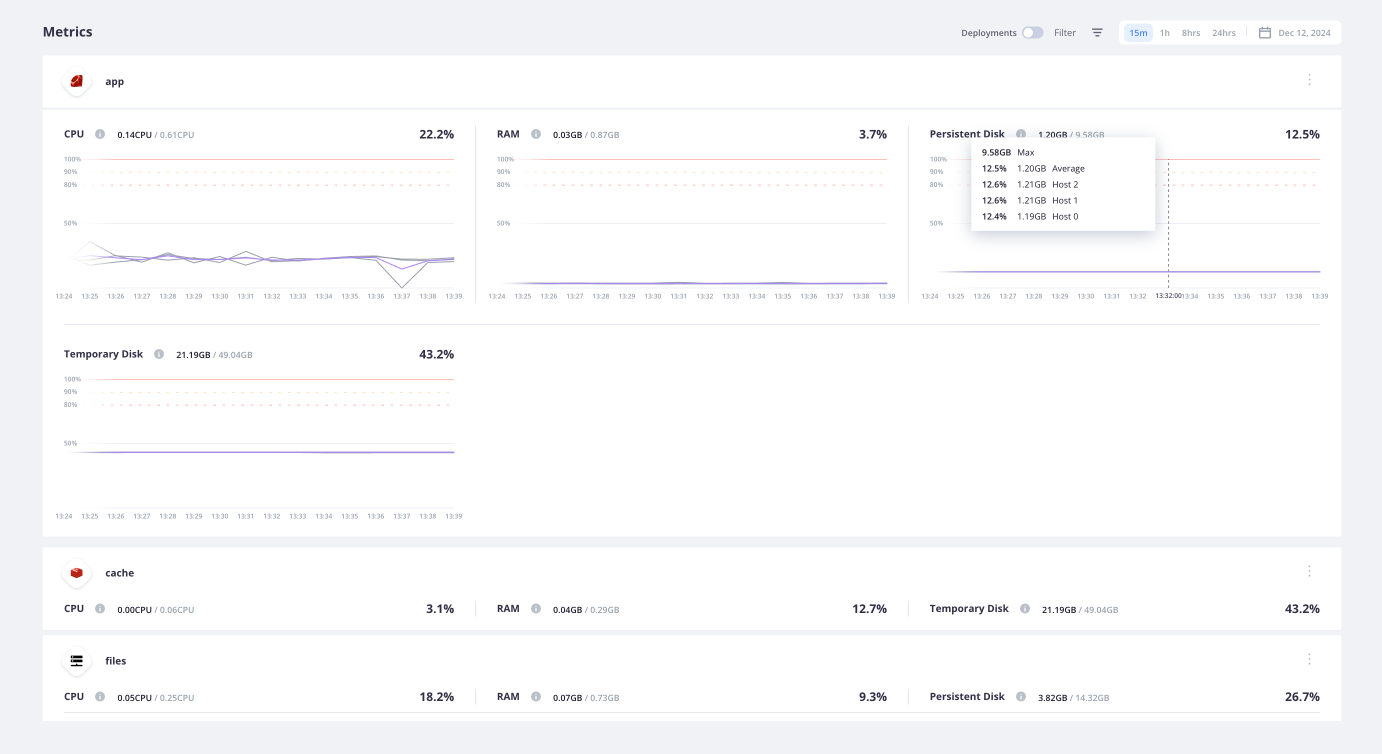 Metrics
Deployments Filter 15m 1h 8hrs 24hrs Dec 12, 2024
app
CPU 0.14CPU / 0.61CPU 22.2%
100%
90%
80%
50%
13:24 13:25 13:26 13:27 13:28 13:29 13:30 13:31 13:32 13:33 13:34 13:35 13:36 13:37 13:38 13:39
RAM 0.03GB / 0.87GB 3.7%
100%
90%
80%
50%
13:24 13:25 13:26 13:27 13:28 13:29 13:30 13:31 13:32 13:33 13:34 13:35 13:36 13:37 13:38 13:39
Persistent Disk 1.20GB / 9.58GB 12.5%
100%
90%
80%
50%
9.58GB Max
12.5% 1.20GB Average
12.6% 1.21GB Host 2
12.6% 1.21GB Host 1
12.4% 1.19GB Host 0
13:24 13:25 13:26 13:27 13:28 13:29 13:30 13:31 13:32 13:32:00 13:34 13:35 13:36 13:37 13:38 13:39
Temporary Disk 21.19GB / 49.04GB 43.2%
100%
90%
80%
50%
13:24 13:25 13:26 13:27 13:28 13:29 13:30 13:31 13:32 13:33 13:34 13:35 13:36 13:37 13:38 13:39
cache
CPU 0.00CPU / 0.06CPU 3.1%
RAM 0.04GB / 0.29GB 12.7%
Temporary Disk 21.19GB / 49.04GB 43.2%
files
CPU 0.05CPU / 0.25CPU 18.2%
RAM 0.07GB / 0.73GB 9.3%
Persistent Disk 3.82GB / 14.32GB 26.7%